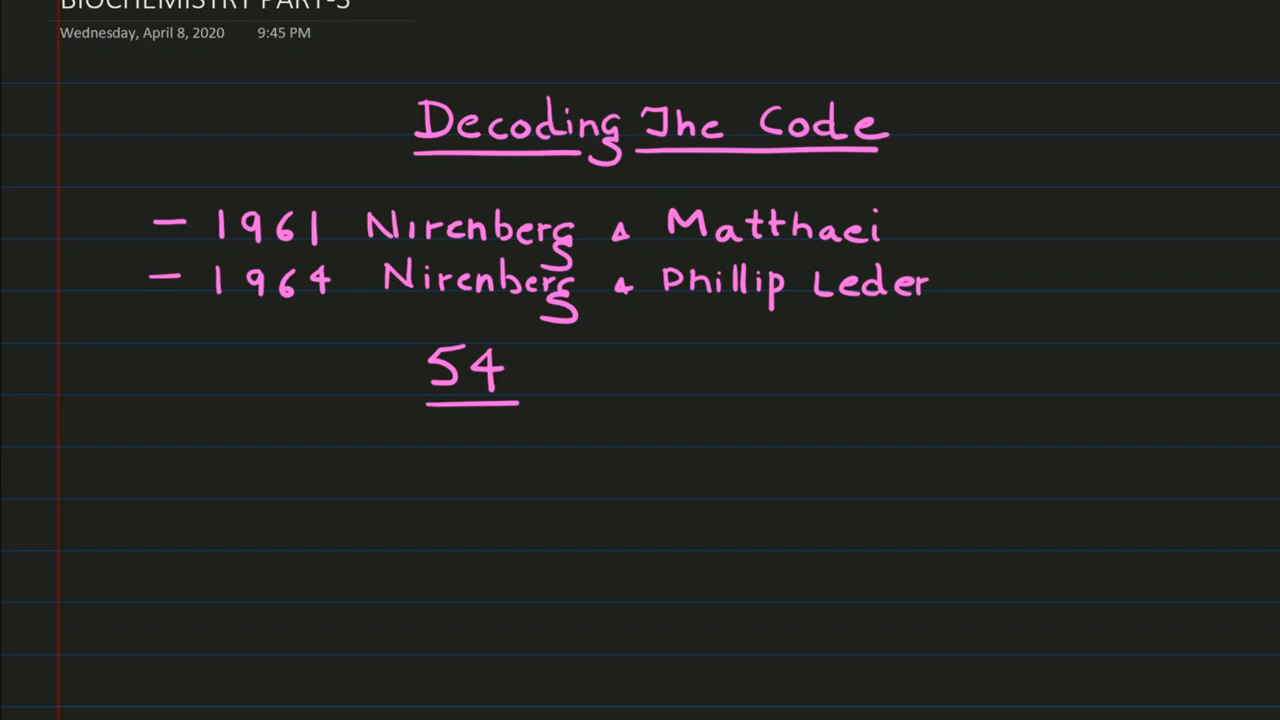 BIOCHEMISTRY PART-3
Wednesday, April 8, 2020 9:45 PM
Decoding The Code
- 1961 Nirenberg & Matthaei
- 1964 Nirenberg & Phillip Leder
54